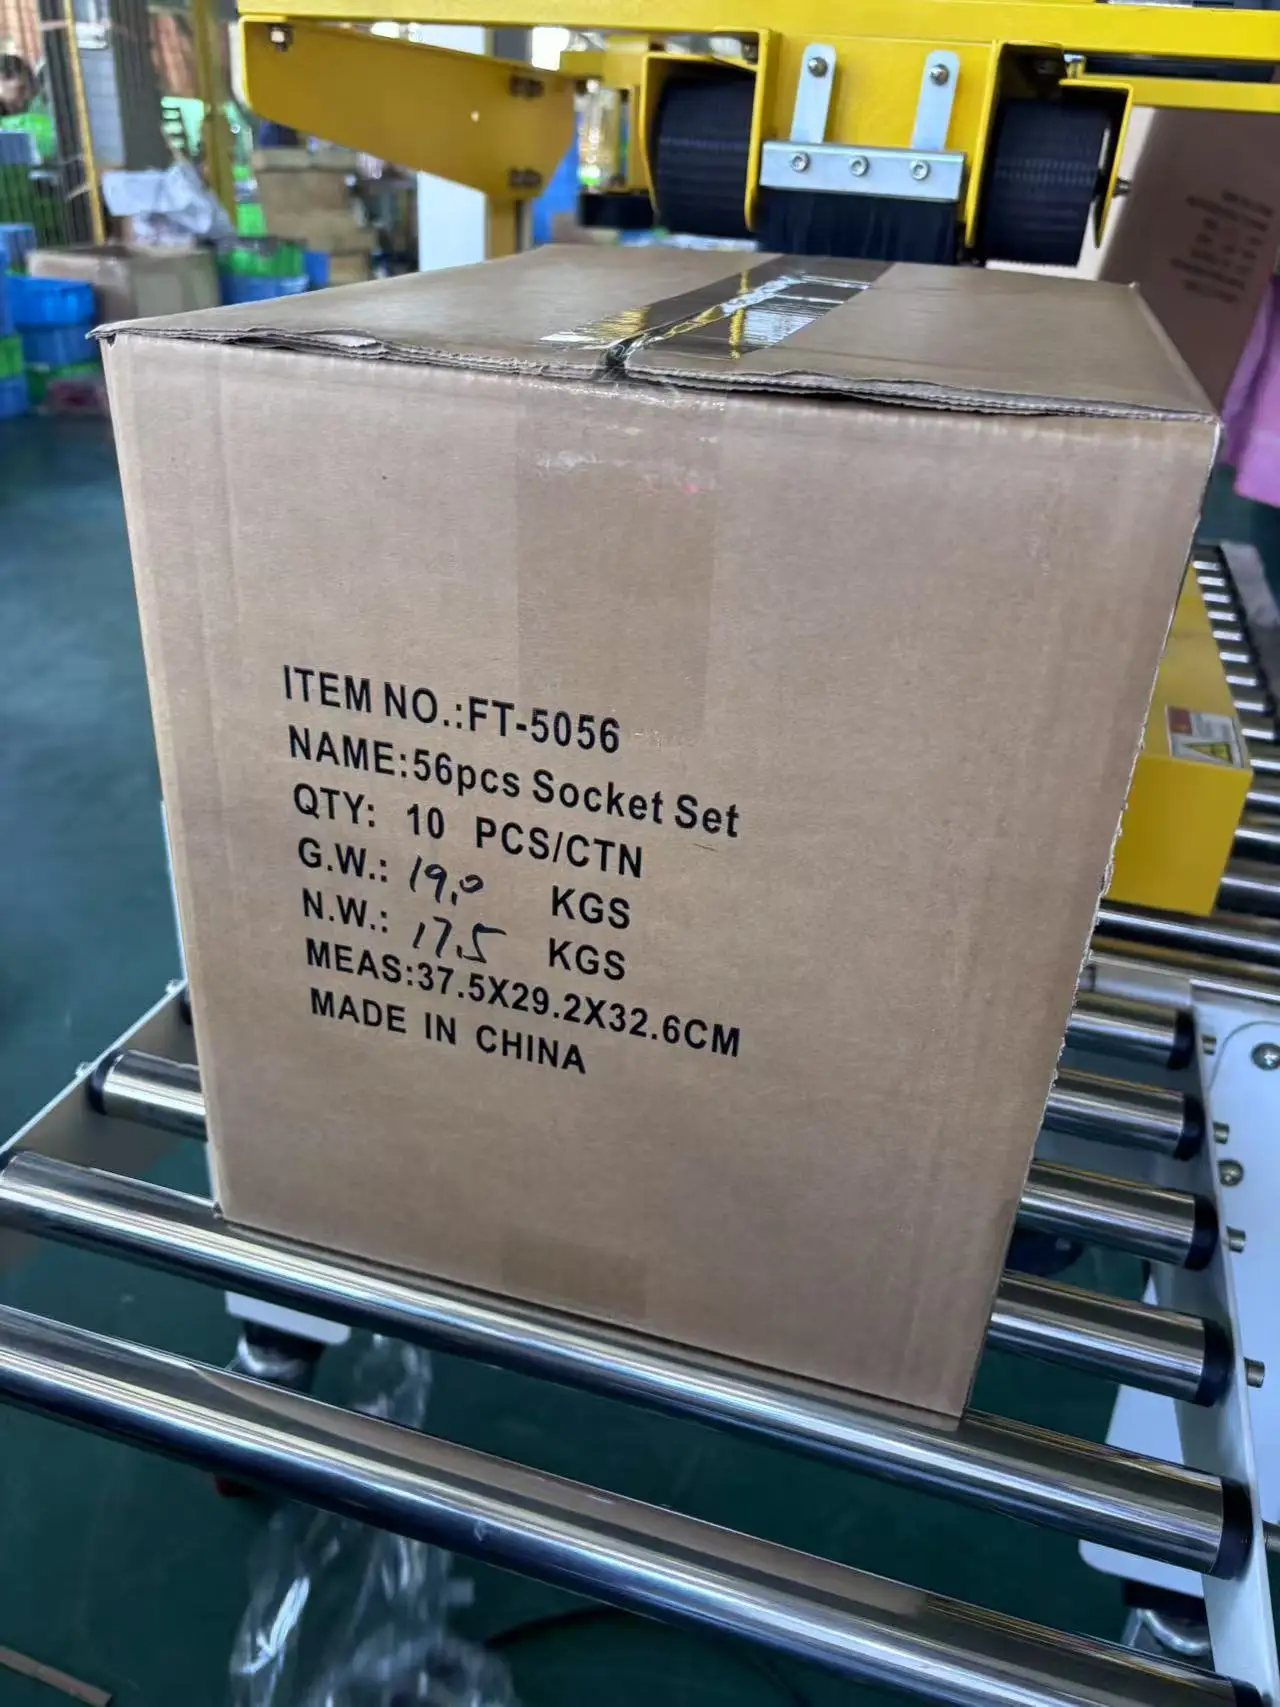 ITEM NO.:FT-5056
NAME:56pcs Socket Set
QTY: 10 PCS/CTN
G.W.: 19.0 KGS
N.W.: 17.5 KGS
MEAS:37.5X29.2X32.6CM
MADE IN CHINA